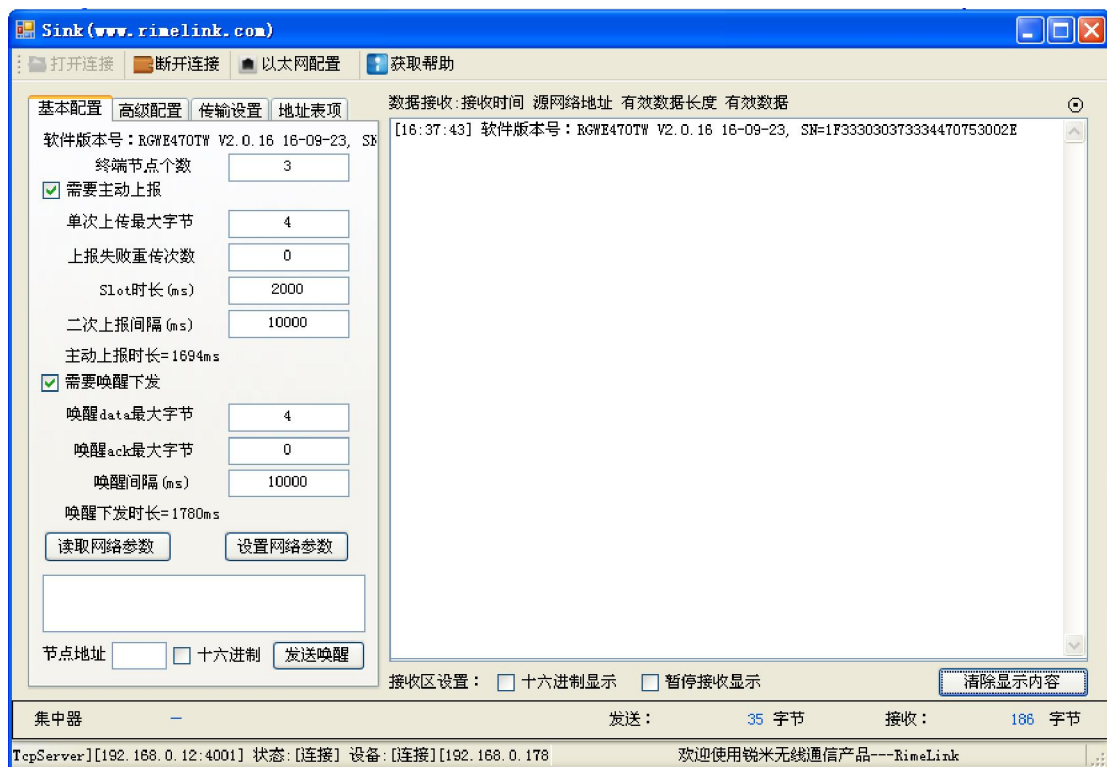 Sink(www.rimelink.com)
打开连接 断开连接 以太网配置 获取帮助
基本配置 高级配置 传输设置 地址表项
软件版本号：RGWE470TW V2.0.16 16-09-23, SN
终端节点个数 3
需要主动上报
单次上传最大字节 4
上报失败重传次数 0
Slot时长(ms) 2000
二次上报间隔(ms) 10000
主动上报时长=1694ms
需要唤醒下发
唤醒data最大字节 4
唤醒ack最大字节 0
唤醒间隔(ms) 10000
唤醒下发时长=1780ms
读取网络参数 设置网络参数
节点地址 十六进制 发送唤醒
数据接收:接收时间 源网络地址 有效数据长度 有效数据
[16:37:43] 软件版本号：RGWE470TW V2.0.16 16-09-23, SN=1F333030373334470753002E
接收区设置： 十六进制显示 暂停接收显示 清除显示内容
集中器 — 发送： 35 字节 接收： 186 字节
TcpServer][192.168.0.12:4001] 状态:[连接] 设备:[连接][192.168.0.178 欢迎使用锐米无线通信产品---RimeLink